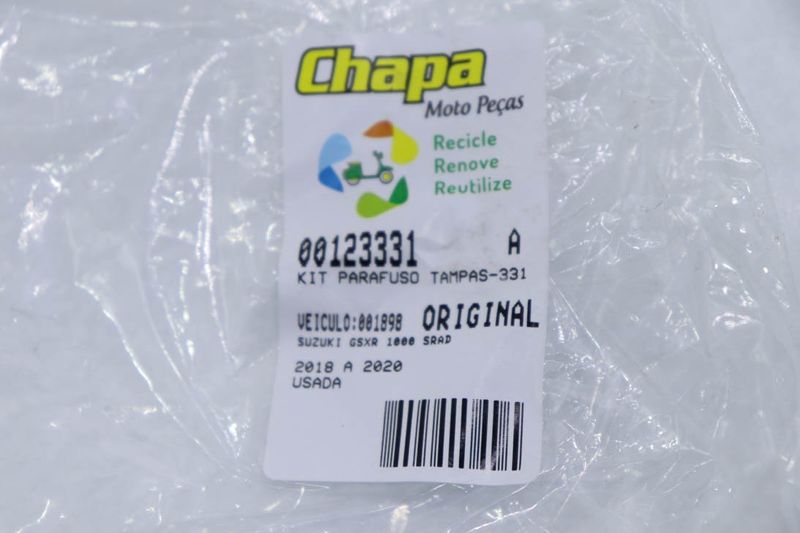 Chapa
Moto Peças
Recicle
Renove
Reutilize
00123331 A
KIT PARAFUSO TAMPAS-331
VEICULO:001898 ORIGINAL
SUZUKI GSXR 1000 SRAD
2018 A 2020
USADA